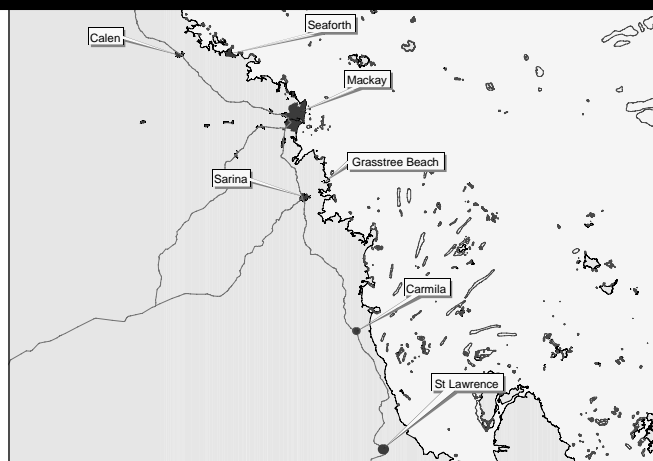 Seaforth
Calen
Mackay
Grasstree Beach
Sarina
Carmila
St Lawrence